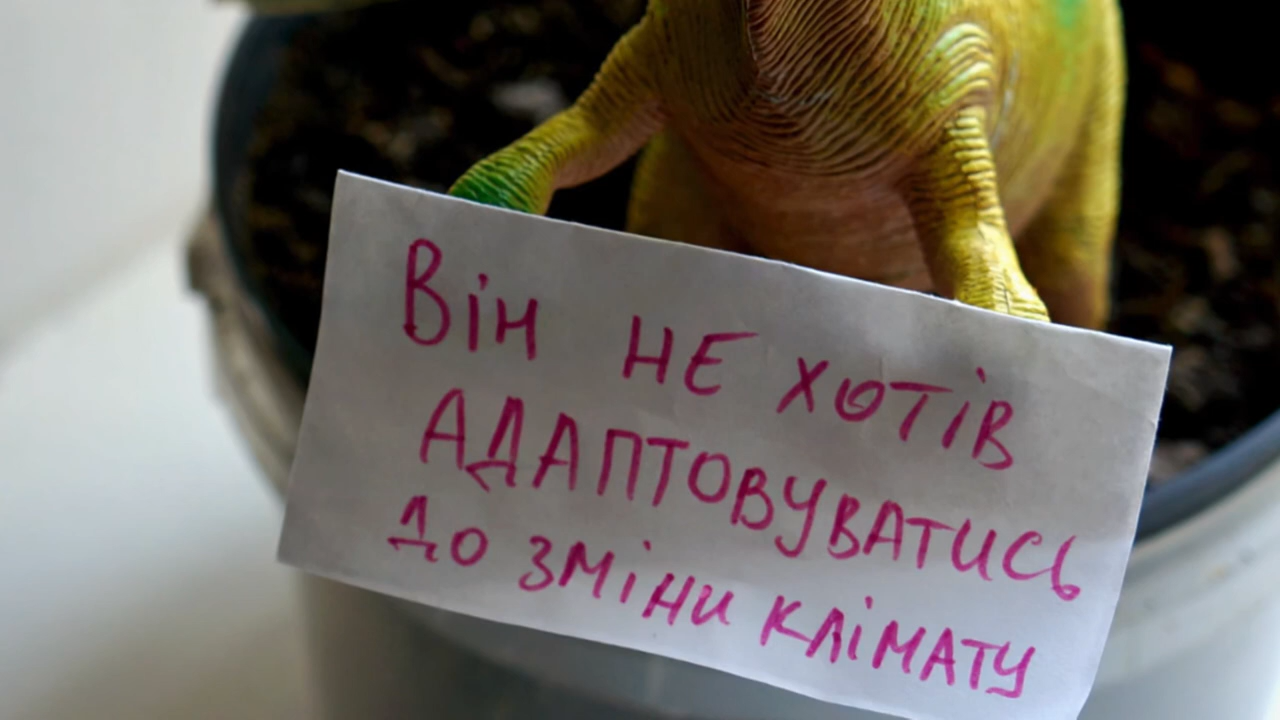 Він не хотів
адаптовуватись
до зміни клімату